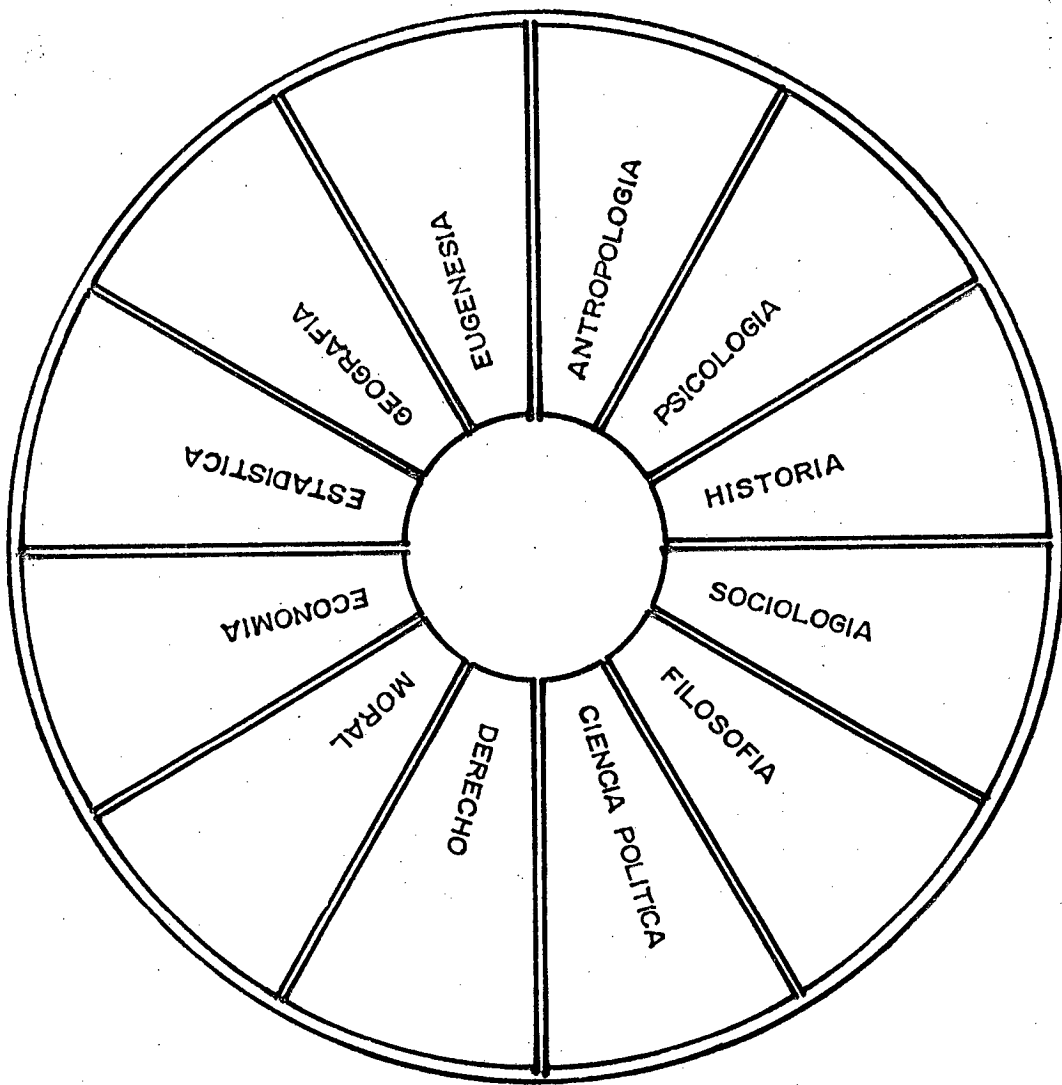 ANTROPOLOGIA
PSICOLOGIA
HISTORIA
SOCIOLOGIA
FILOSOFIA
CIENCIA POLITICA
DERECHO
MORAL
ECONOMIA
ESTADISTICA
GEOGRAFIA
EUGENESIA